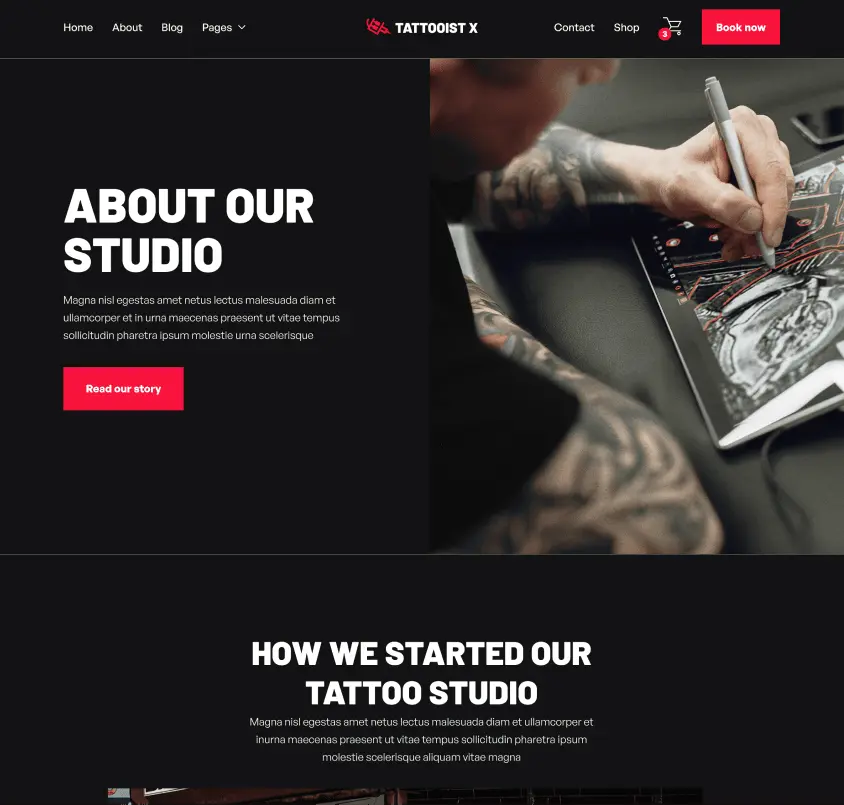 Home About Blog Pages TATTOOIST X Contact Shop 3 Book now
ABOUT OUR
STUDIO
Magna nisl egestas amet netus lectus malesuada diam et
ullamcorper et in urna maecenas praesent ut vitae tempus
sollicitudin pharetra ipsum molestie urna scelerisque
Read our story
HOW WE STARTED OUR
TATTOO STUDIO
Magna nisl egestas amet netus lectus malesuada diam et ullamcorper et
inurna maecenas praesent ut vitae tempus sollicitudin pharetra ipsum
molestie scelerisque aliquam vitae magna